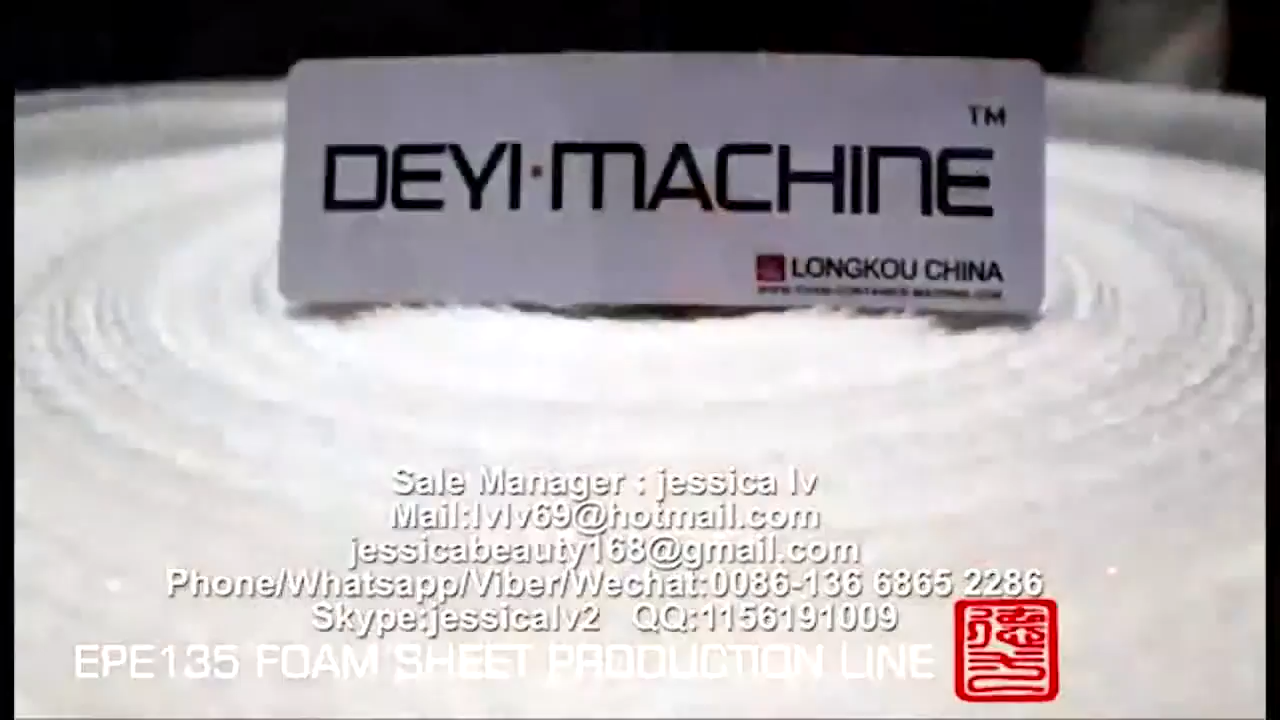 TM
DEYI·MACHINE
LONGKOU CHINA
Sale Manager : jessica lv
Mail:lvlv69@hotmail.com
jessicabeauty168@gmail.com
Phone/Whatsapp/Viber/Wechat:0086-136 6865 2286
Skype:jessicalv2 QQ:1156191009
EPE135 FOAM SHEET PRODUCTION LINE